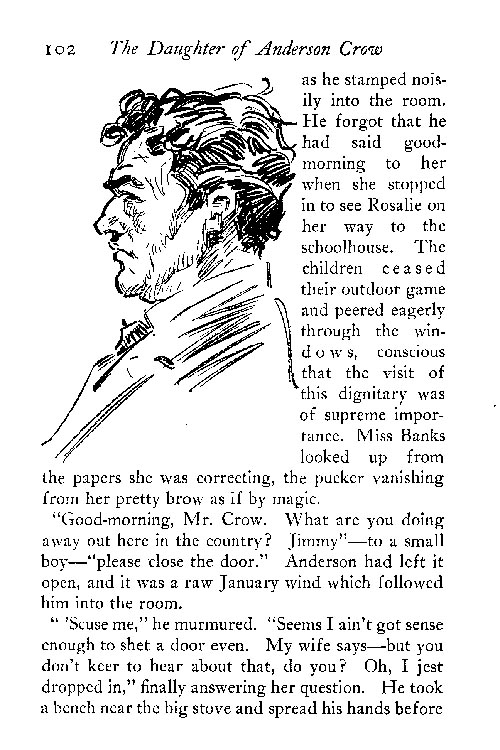 102 The Daughter of Anderson Crow
as he stamped nois-
ily into the room.
He forgot that he
had said good-
morning to her
when she stopped
in to see Rosalie on
her way to the
schoolhouse. The
children ceased
their outdoor game
and peered eagerly
through the win-
dows, conscious
that the visit of
this dignitary was
of supreme impor-
tance. Miss Banks
looked up from
the papers she was correcting, the pucker vanishing
from her pretty brow as if by magic.
"Good-morning, Mr. Crow. What are you doing
away out here in the country? Jimmy"—to a small
boy—"please close the door." Anderson had left it
open, and it was a raw January wind which followed
him into the room.
" 'Scuse me," he murmured. "Seems I ain't got sense
enough to shet a door even. My wife says—but you
don't keer to hear about that, do you? Oh, I jest
dropped in," finally answering her question. He took
a bench near the big stove and spread his hands before